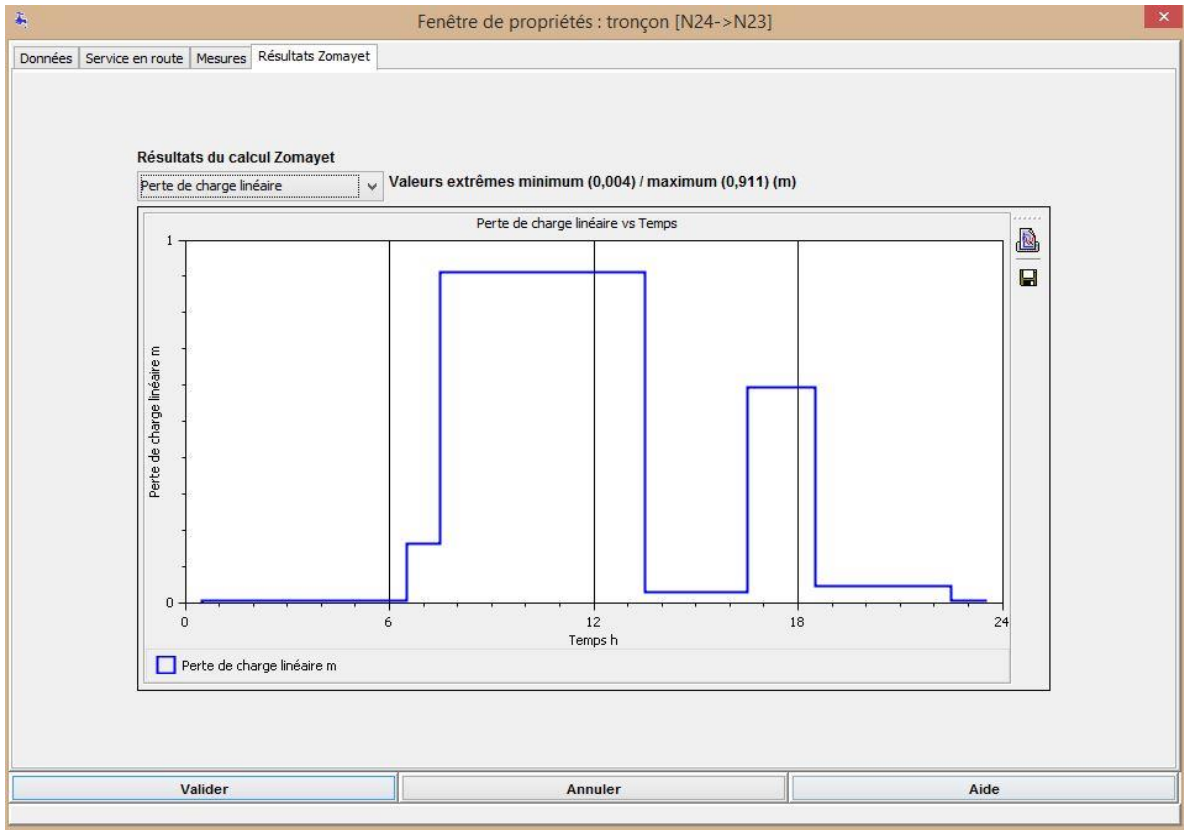 Fenêtre de propriétés : tronçon [N24->N23]
Données Service en route Mesures Résultats Zomayet
Résultats du calcul Zomayet
Perte de charge linéaire Valeurs extrêmes minimum (0,004) / maximum (0,911) (m)
Perte de charge linéaire vs Temps
1
Perte de charge linéaire m
0
0 6 12 18 24
Temps h
Perte de charge linéaire m
Valider Annuler Aide